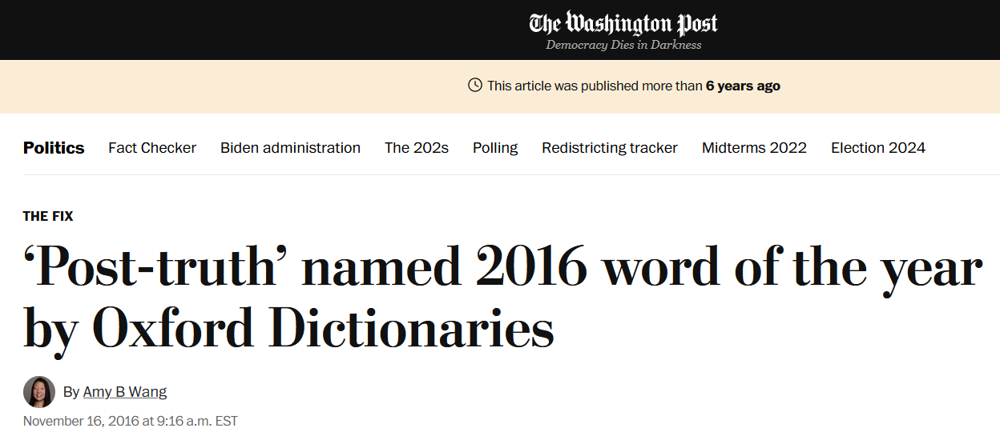 The Washington Post
Democracy Dies in Darkness
This article was published more than 6 years ago
Politics Fact Checker Biden administration The 202s Polling Redistricting tracker Midterms 2022 Election 2024
THE FIX
‘Post-truth’ named 2016 word of the year
by Oxford Dictionaries
By Amy B Wang
November 16, 2016 at 9:16 a.m. EST